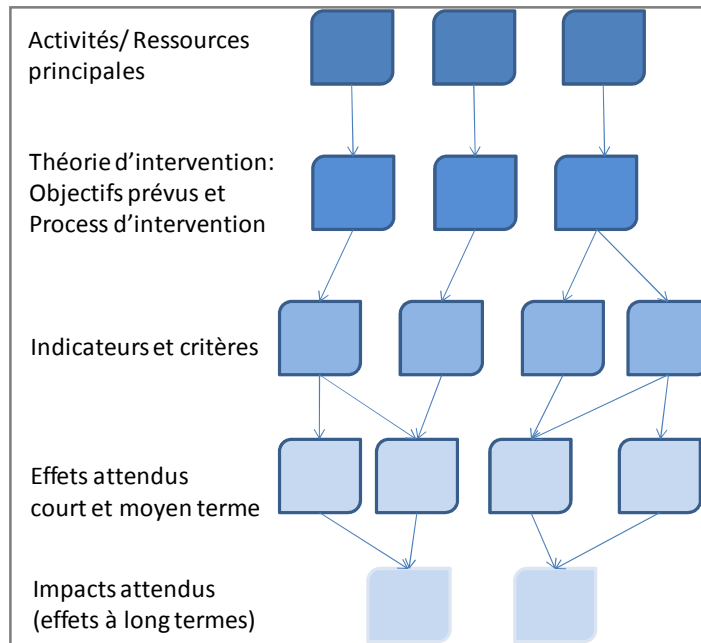 Activités/ Ressources
principales
Théorie d'intervention:
Objectifs prévus et
Process d'intervention
Indicateurs et critères
Effets attendus
court et moyen terme
Impacts attendus
(effets à long termes)